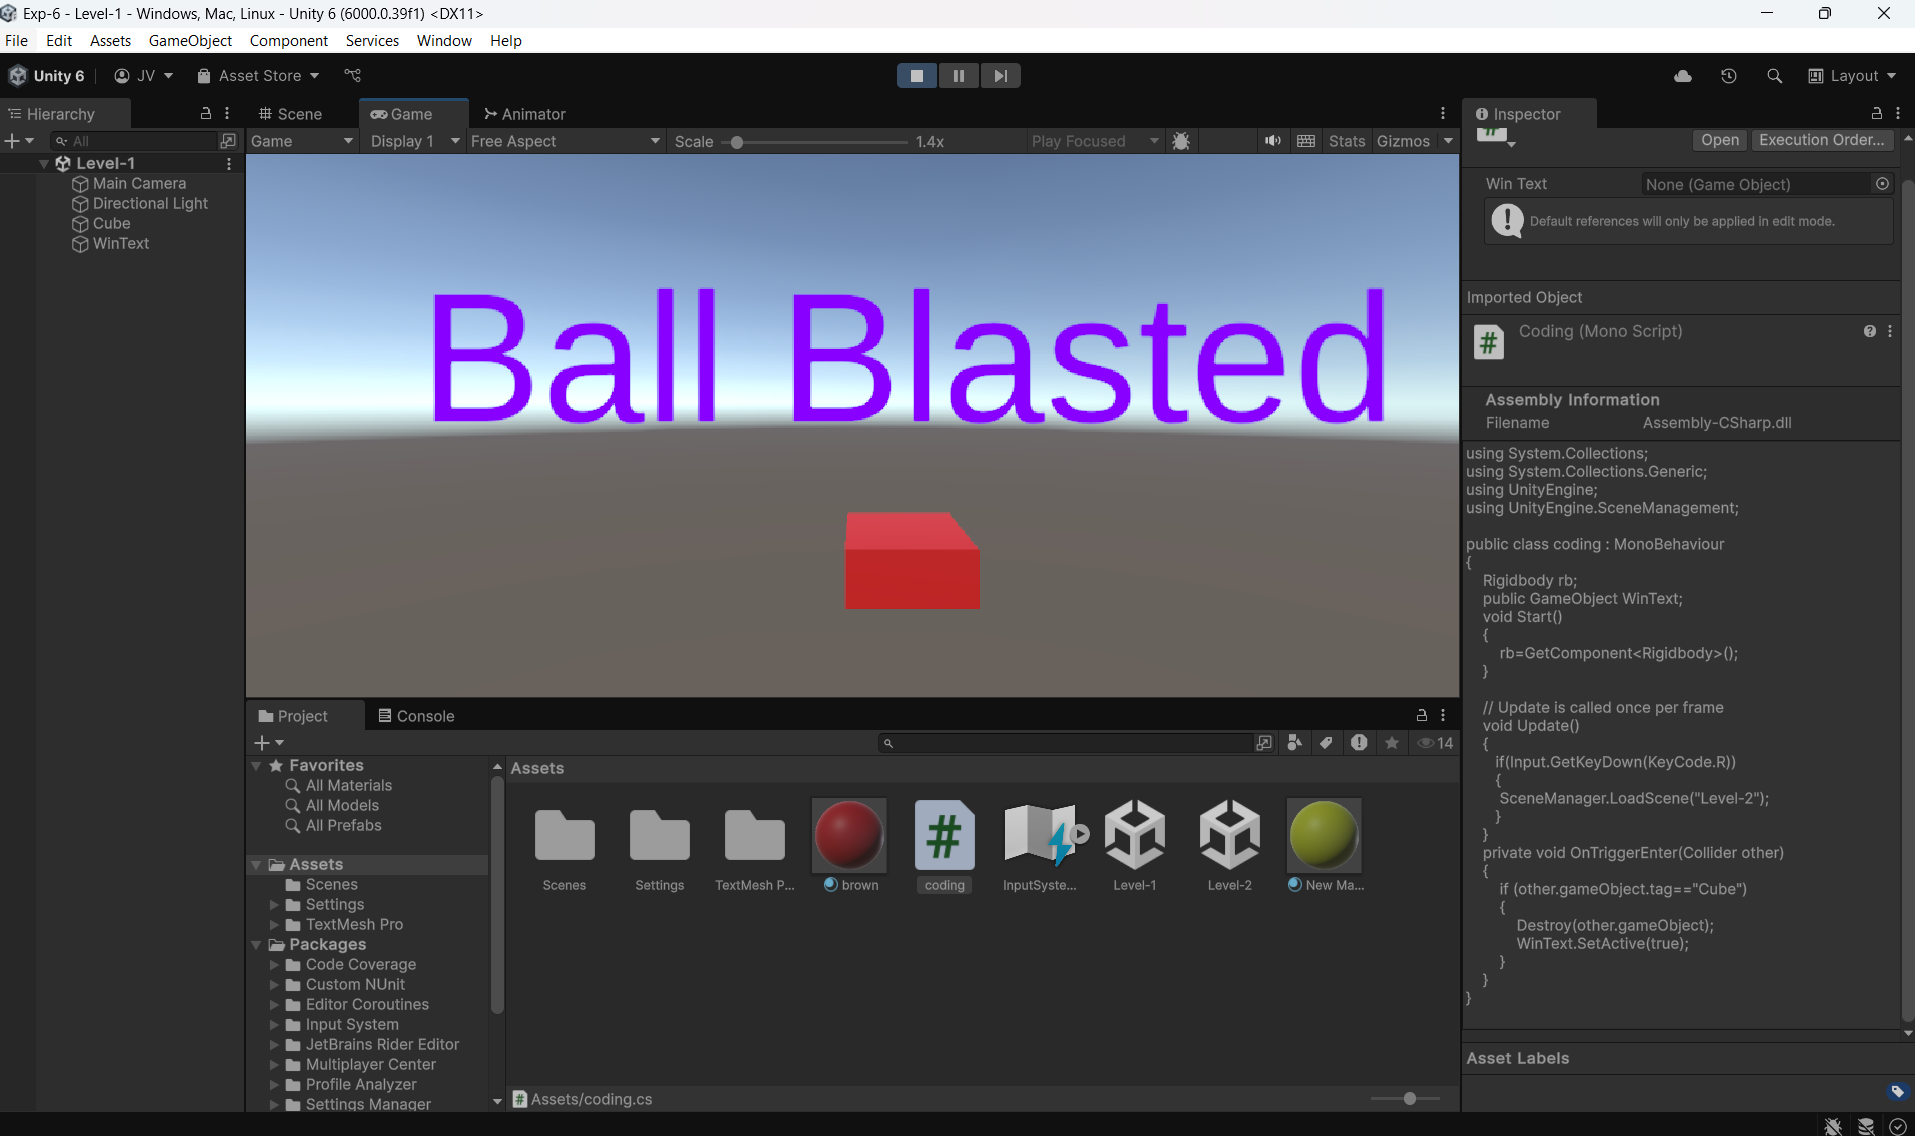 Exp-6 - Level-1 - Windows, Mac, Linux - Unity 6 (6000.0.39f1) <DX11>
File Edit Assets GameObject Component Services Window Help
Unity 6 JV Asset Store Layout
Hierarchy
All
Level-1
Main Camera
Directional Light
Cube
WinText
Scene Game Animator
Game Display 1 Free Aspect Scale 1.4x Play Focused Stats Gizmos
Ball Blasted
Project Console
14
Favorites
All Materials
All Models
All Prefabs
Assets
Scenes
Settings
TextMesh Pro
Packages
Code Coverage
Custom NUnit
Editor Coroutines
Input System
JetBrains Rider Editor
Multiplayer Center
Profile Analyzer
Settings Manager
Assets
Scenes Settings TextMesh P... brown coding InputSyste... Level-1 Level-2 New Ma...
Assets/coding.cs
Inspector
Open Execution Order...
Win Text None (Game Object)
Default references will only be applied in edit mode.
Imported Object
Coding (Mono Script)
Assembly Information
Filename Assembly-CSharp.dll
using System.Collections;
using System.Collections.Generic;
using UnityEngine;
using UnityEngine.SceneManagement;
public class coding : MonoBehaviour
{
Rigidbody rb;
public GameObject WinText;
void Start()
{
rb=GetComponent<Rigidbody>();
}
// Update is called once per frame
void Update()
{
if(Input.GetKeyDown(KeyCode.R))
{
SceneManager.LoadScene("Level-2");
}
}
private void OnTriggerEnter(Collider other)
{
if (other.gameObject.tag=="Cube")
{
Destroy(other.gameObject);
WinText.SetActive(true);
}
}
}
Asset Labels